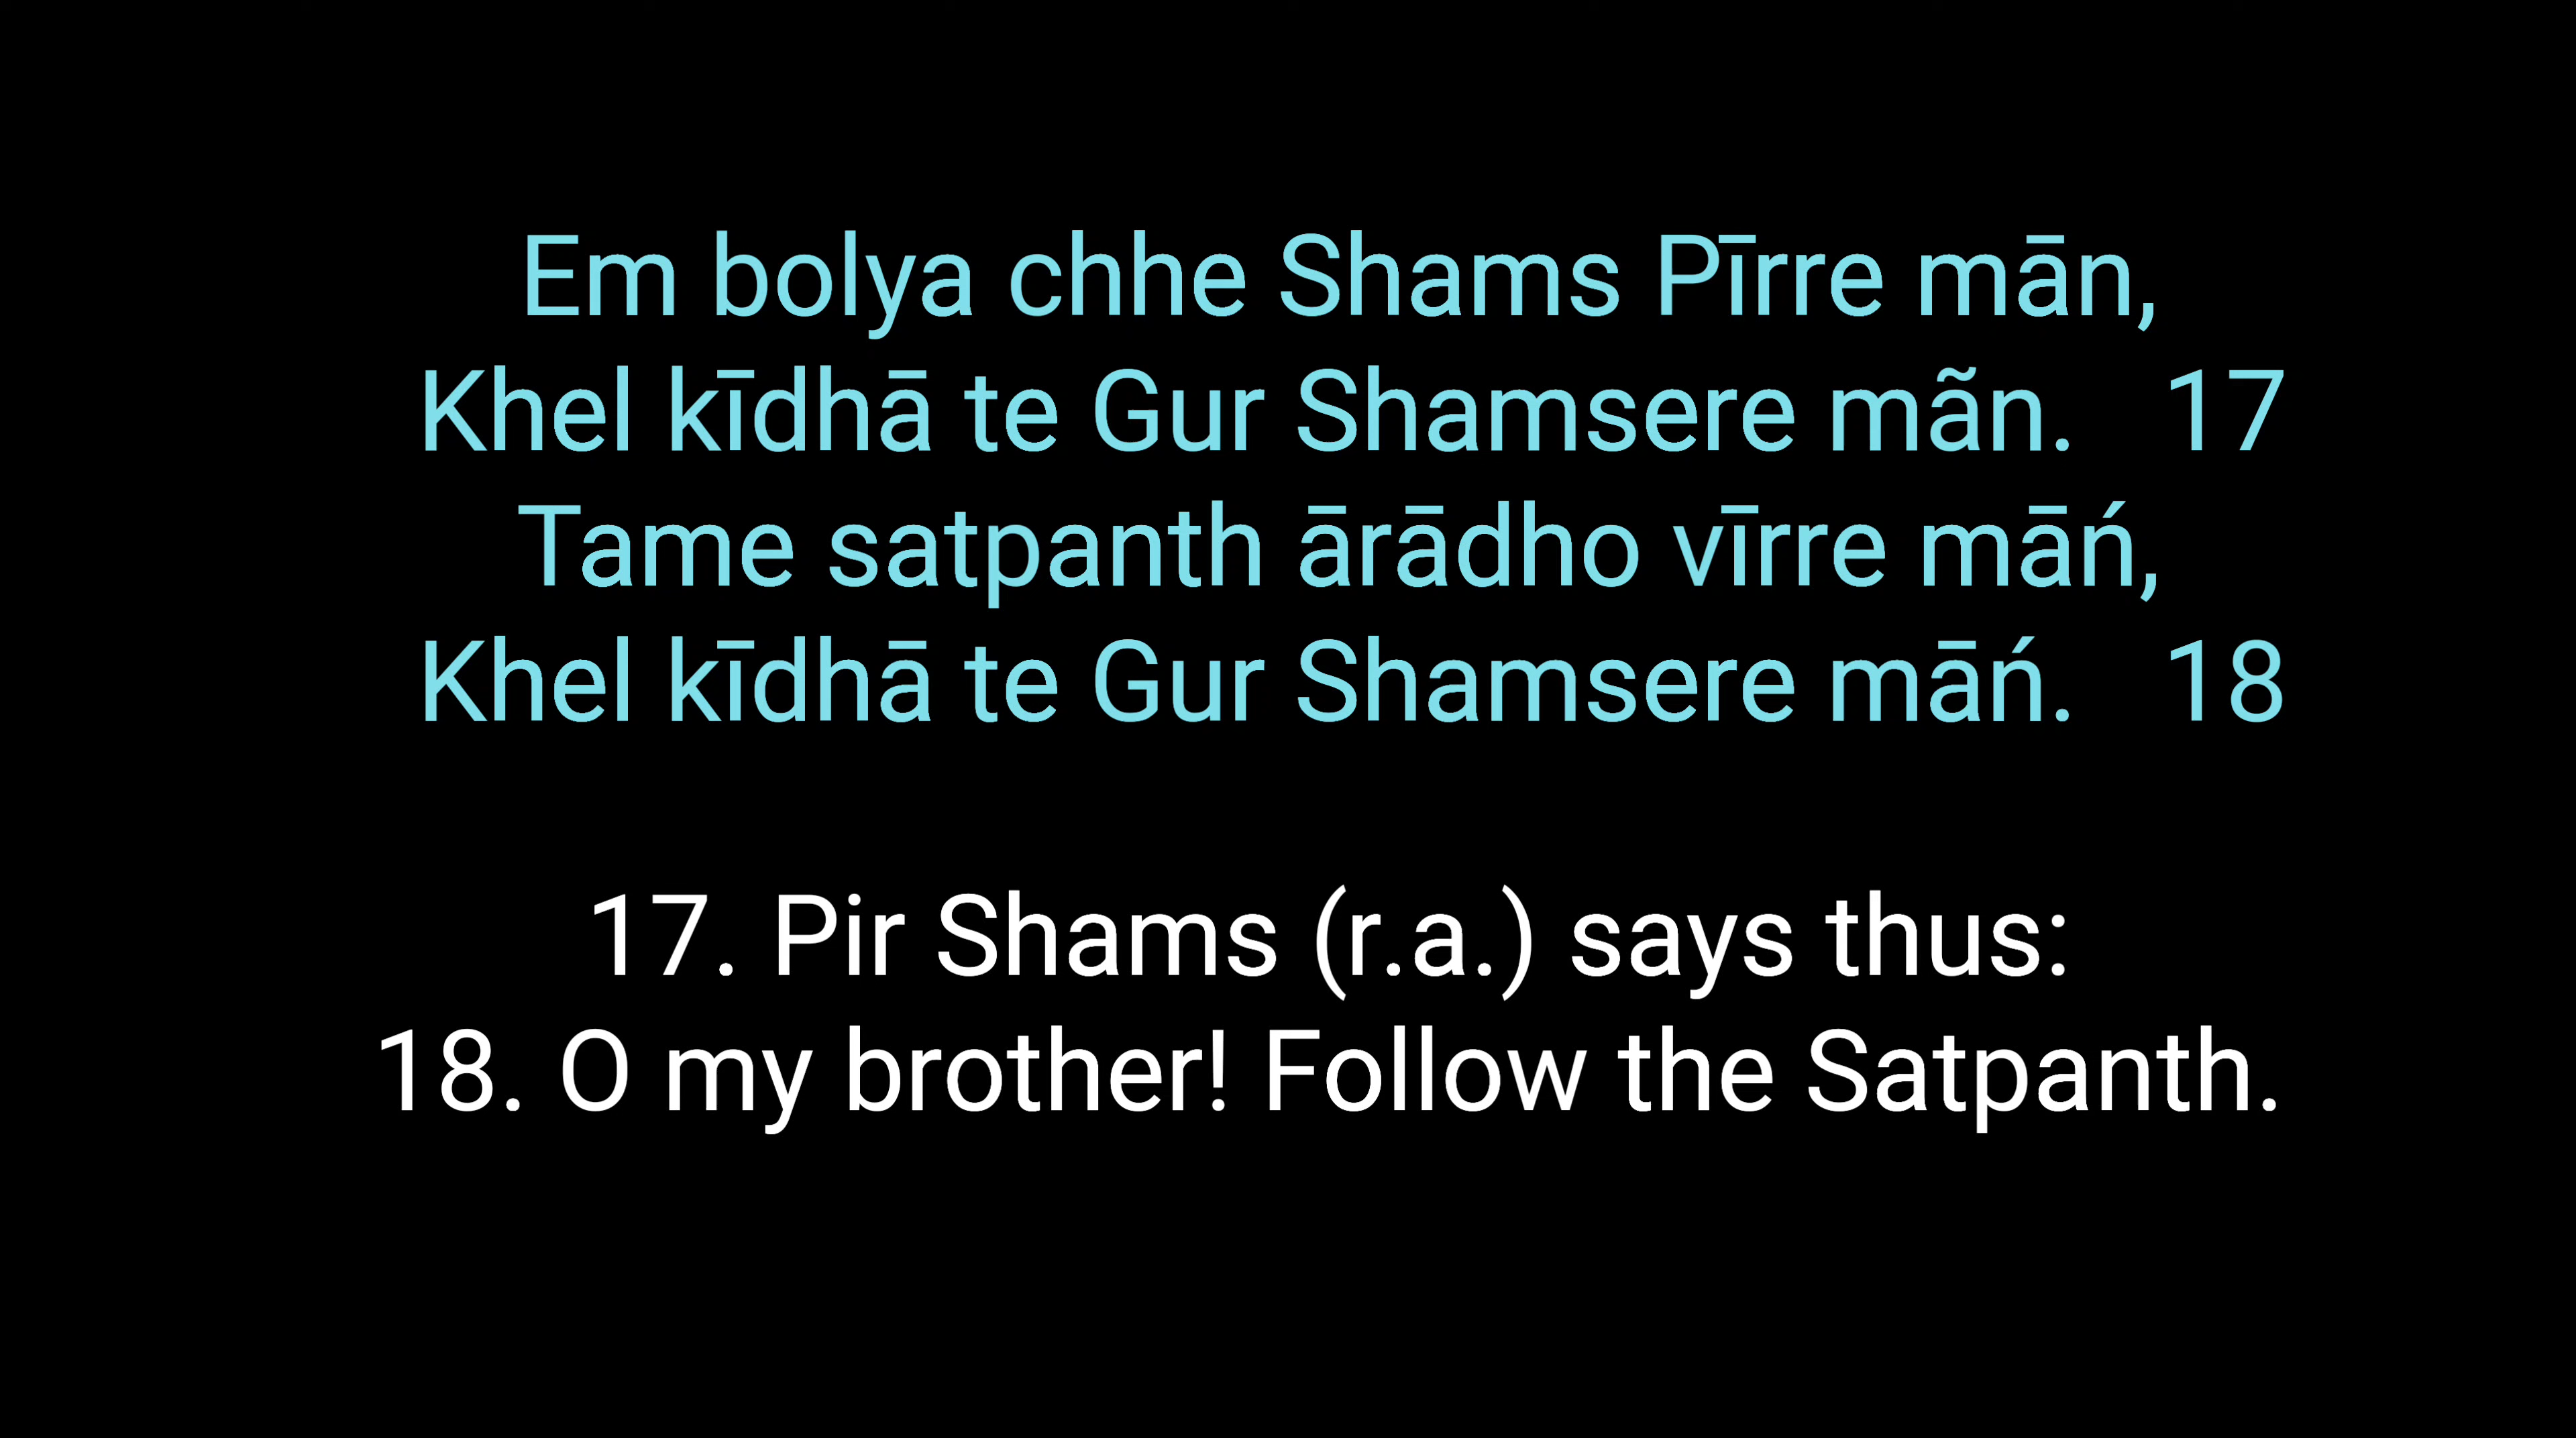 Em bolya chhe Shams Pīrre mān,
Khel kīdhā te Gur Shamsere mãn. 17
Tame satpanth ārādho vīrre māń,
Khel kīdhā te Gur Shamsere māń. 18
17. Pir Shams (r.a.) says thus:
18. O my brother! Follow the Satpanth.